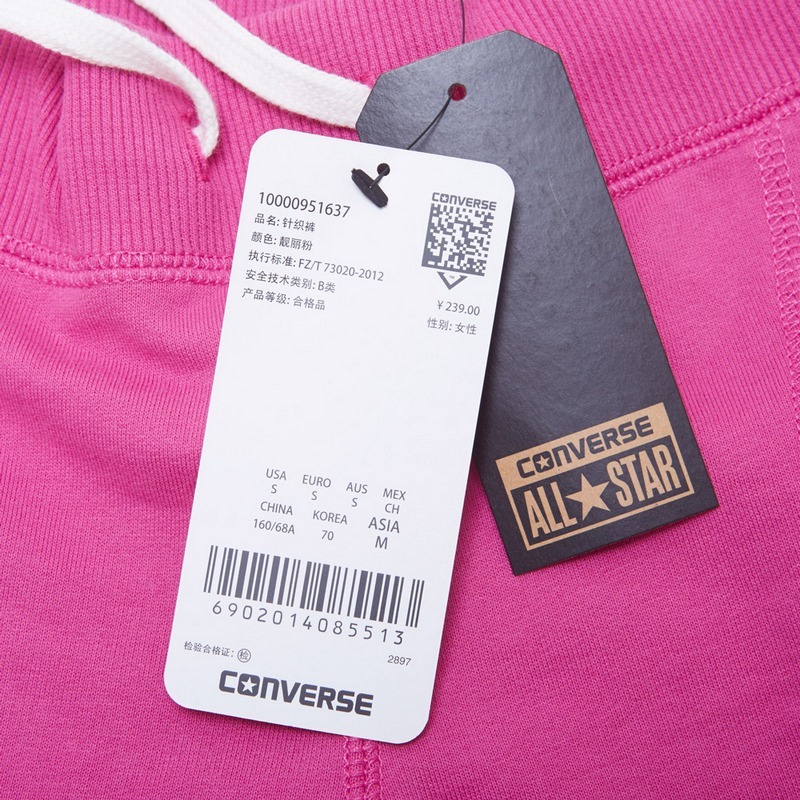 10000951637
品名: 针织裤
颜色: 靓丽粉
执行标准: FZ/T 73020-2012
安全技术类别: B类
产品等级: 合格品
CONVERSE
¥ 239.00
性别: 女性
USA EURO AUS MEX
S S S CH
CHINA KOREA ASIA
160/68A 70 M
6902014085513
检验合格证: 检
2897
CONVERSE
CONVERSE
ALL★STAR